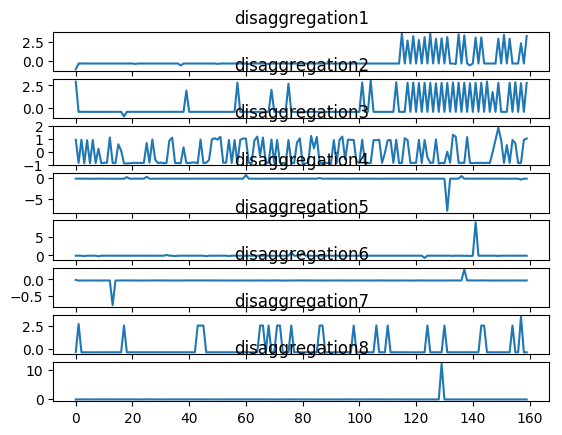 disaggregation1
2.5
0.0
disaggregation2
2.5
0.0
disaggregation3
2
1
0
-1
disaggregation4
0
−5
disaggregation5
5
0
disaggregation6
0.0
−0.5
disaggregation7
2.5
0.0
disaggregation8
10
0
0 20 40 60 80 100 120 140 160